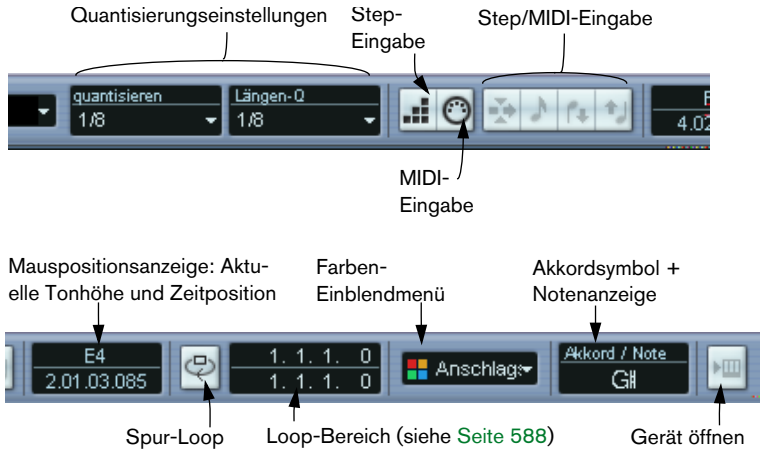 Quantisierungseinstellungen
Step-
Eingabe
Step/MIDI-Eingabe
quantisieren
1/8
Längen-Q
1/8
4.02
MIDI-
Eingabe
Mauspositionsanzeige: Aktu-
elle Tonhöhe und Zeitposition
Farben-
Einblendmenü
Akkordsymbol +
Notenanzeige
E4
2.01.03.085
1. 1. 1. 0
1. 1. 1. 0
Anschlags
Akkord / Note
G#
Spur-Loop
Loop-Bereich (siehe Seite 588)
Gerät öffnen